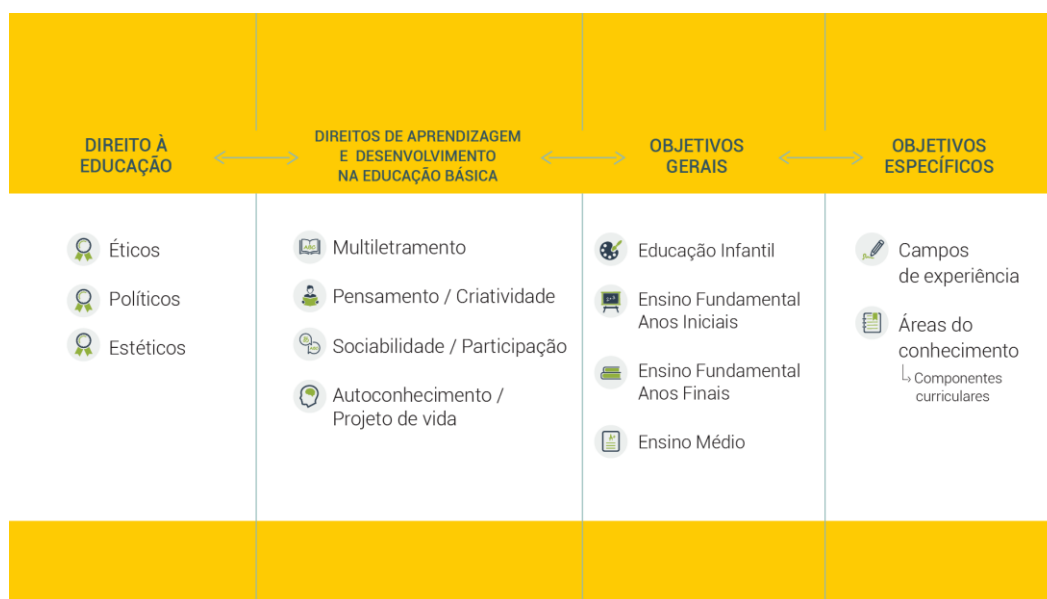 DIREITO À
EDUCAÇÃO
DIREITOS DE APRENDIZAGEM
E DESENVOLVIMENTO
NA EDUCAÇÃO BÁSICA
OBJETIVOS
GERAIS
OBJETIVOS
ESPECÍFICOS
Éticos
Políticos
Estéticos
Multiletramento
Pensamento / Criatividade
Sociabilidade / Participação
Autoconhecimento /
Projeto de vida
Educação Infantil
Ensino Fundamental
Anos Iniciais
Ensino Fundamental
Anos Finais
Ensino Médio
Campos
de experiência
Áreas do
conhecimento
Componentes
curriculares